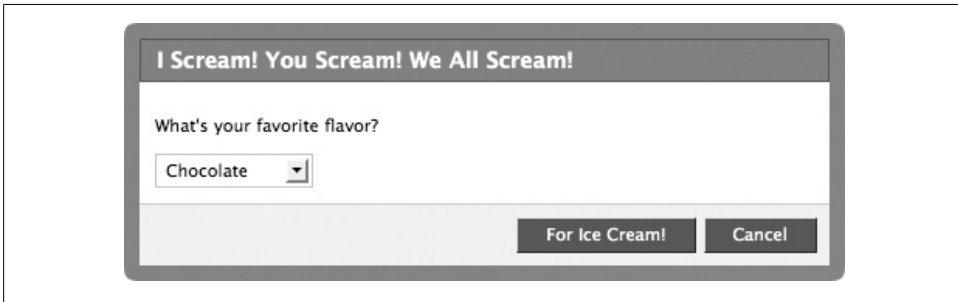 I Scream! You Scream! We All Scream!
What's your favorite flavor?
Chocolate
For Ice Cream! Cancel